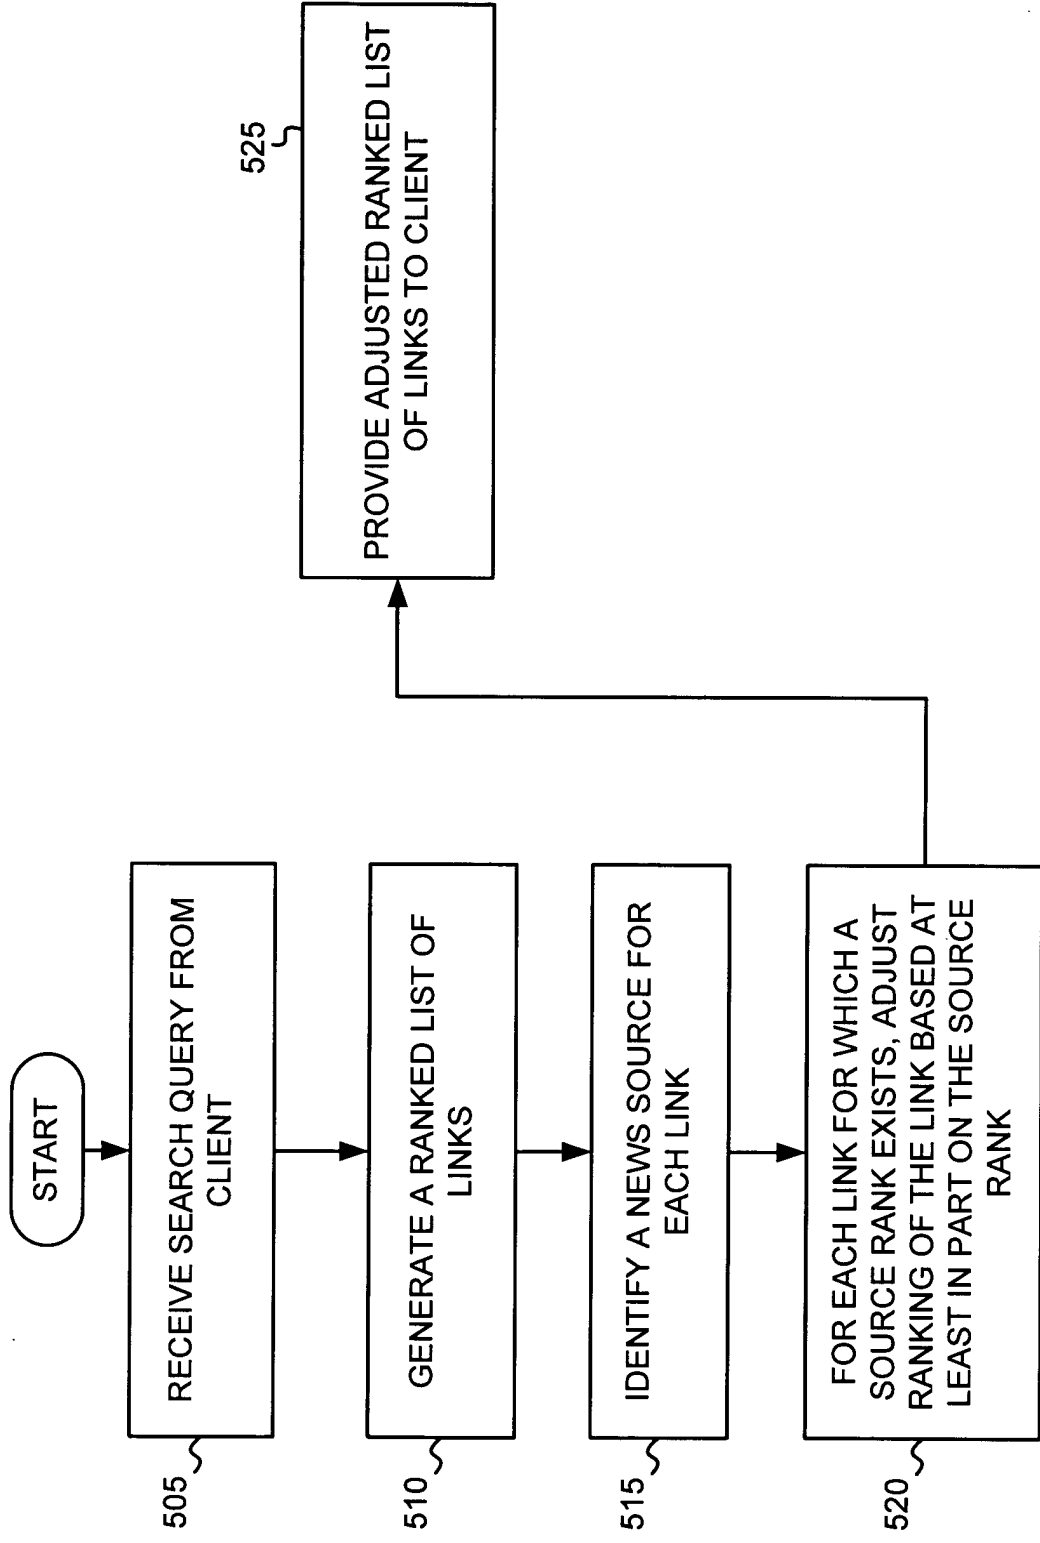 START
505
RECEIVE SEARCH QUERY FROM
CLIENT
510
GENERATE A RANKED LIST OF
LINKS
515
IDENTIFY A NEWS SOURCE FOR
EACH LINK
520
FOR EACH LINK FOR WHICH A
SOURCE RANK EXISTS, ADJUST
RANKING OF THE LINK BASED AT
LEAST IN PART ON THE SOURCE
RANK
525
PROVIDE ADJUSTED RANKED LIST
OF LINKS TO CLIENT